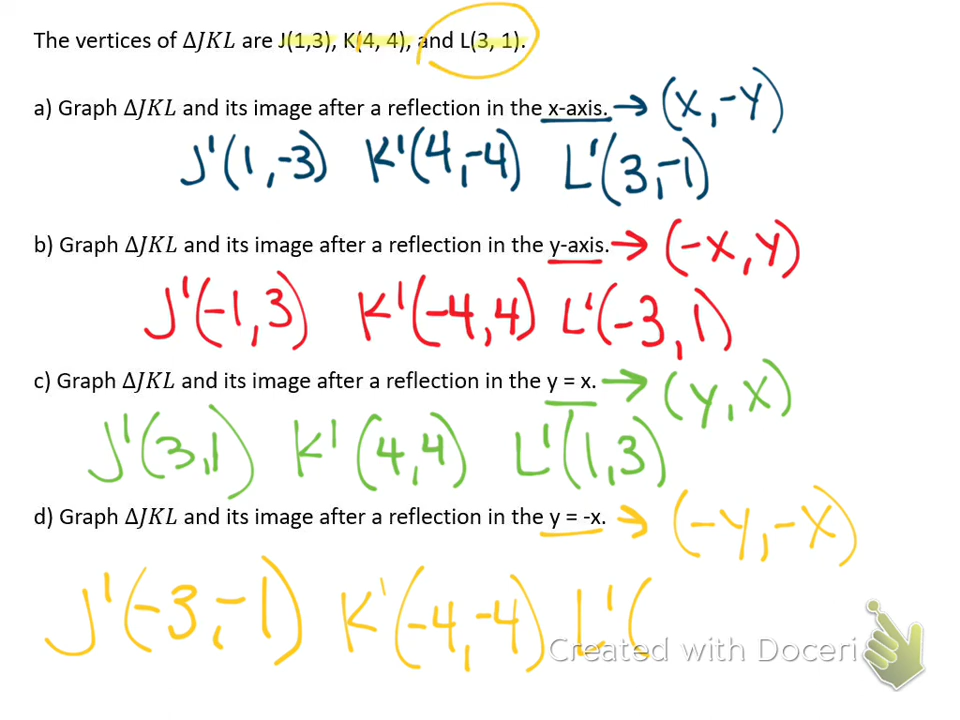 The vertices of ΔJKL are J(1,3), K(4, 4), and L(3, 1).
a) Graph ΔJKL and its image after a reflection in the x-axis. → (x, -y)
J'(1, -3) K'(4, -4) L'(3, -1)
b) Graph ΔJKL and its image after a reflection in the y-axis. → (-x, y)
J'(-1, 3) K'(-4, 4) L'(-3, 1)
c) Graph ΔJKL and its image after a reflection in the y = x. → (y, x)
J'(3, 1) K'(4, 4) L'(1, 3)
d) Graph ΔJKL and its image after a reflection in the y = -x. → (-y, -x)
J'(-3, -1) K'(-4, -4) L'(
Created with Doceri